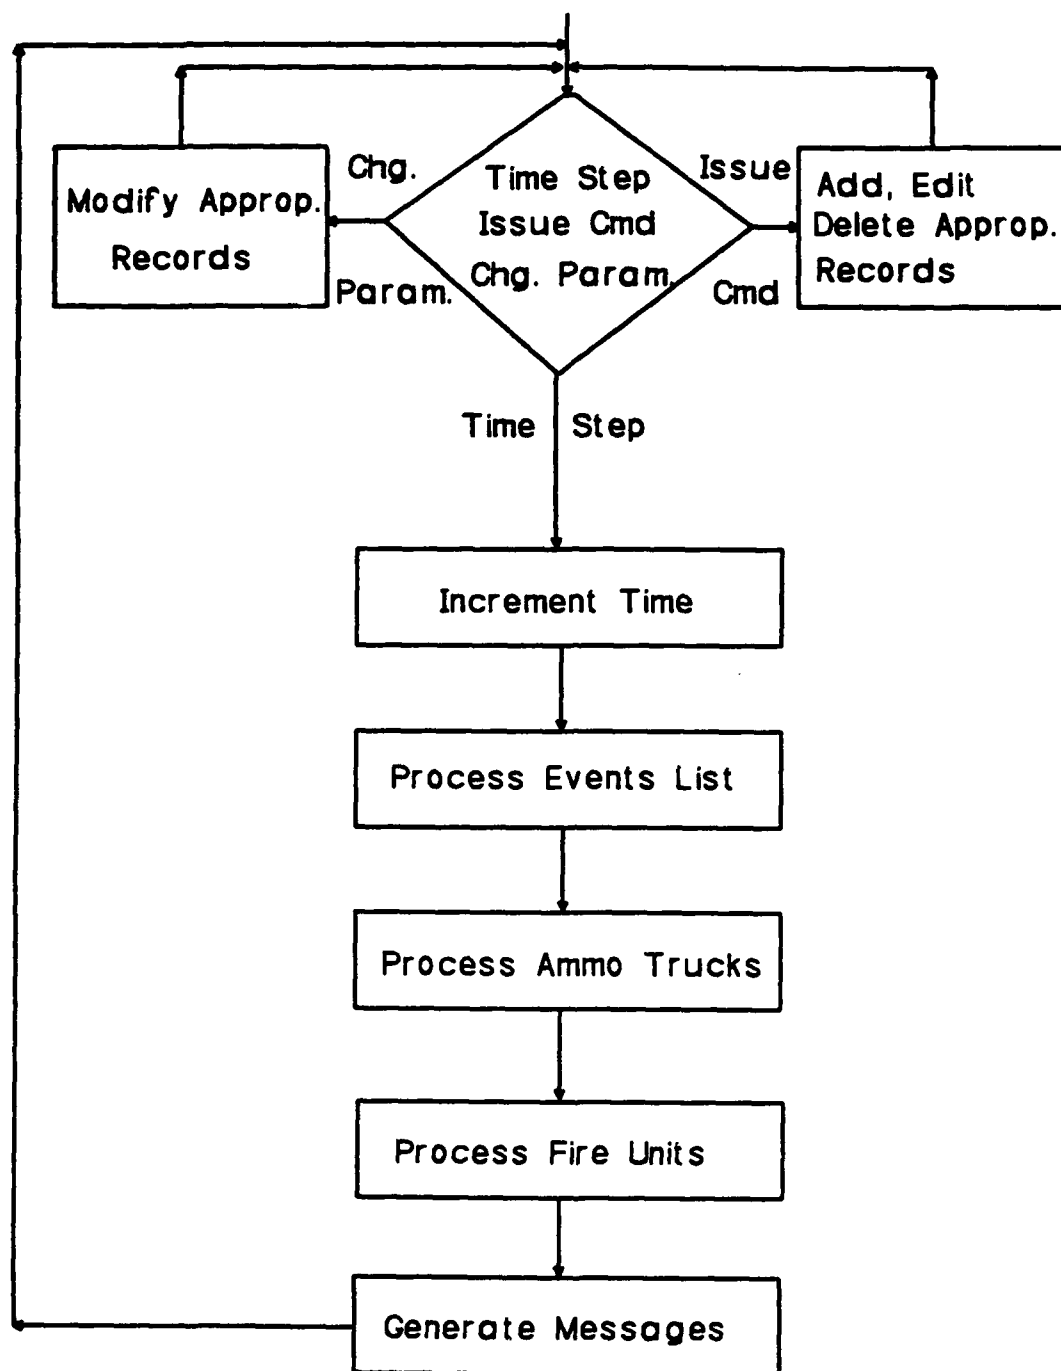 Chg.
Param.
Modify Approp.
Records
Time Step
Issue Cmd
Chg. Param.
Issue
Cmd
Add, Edit
Delete Approp.
Records
Time Step
Increment Time
Process Events List
Process Ammo Trucks
Process Fire Units
Generate Messages